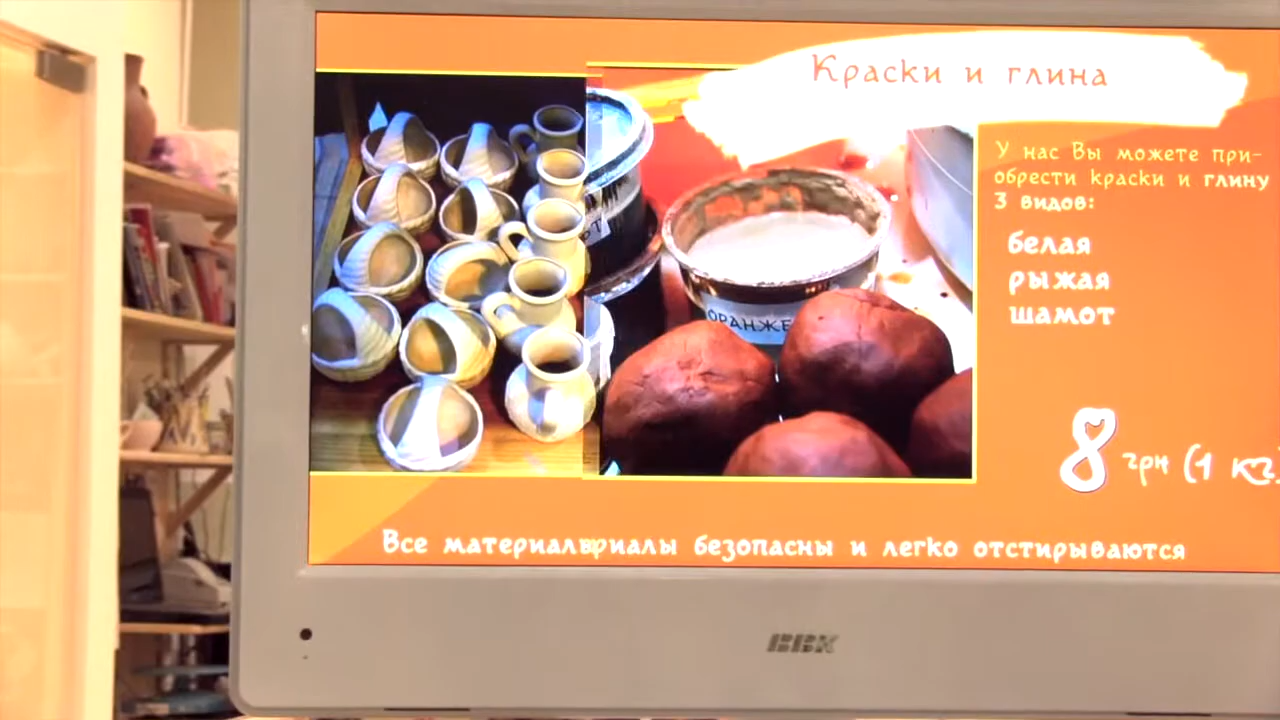 Краски и глина
У нас Вы можете при-
обрести краски и глину
3 видов:
белая
рыжая
шамот
ОРАНЖЕ
8 грн (1 кг)
Все материалы безопасны и легко отстирываются
BBK